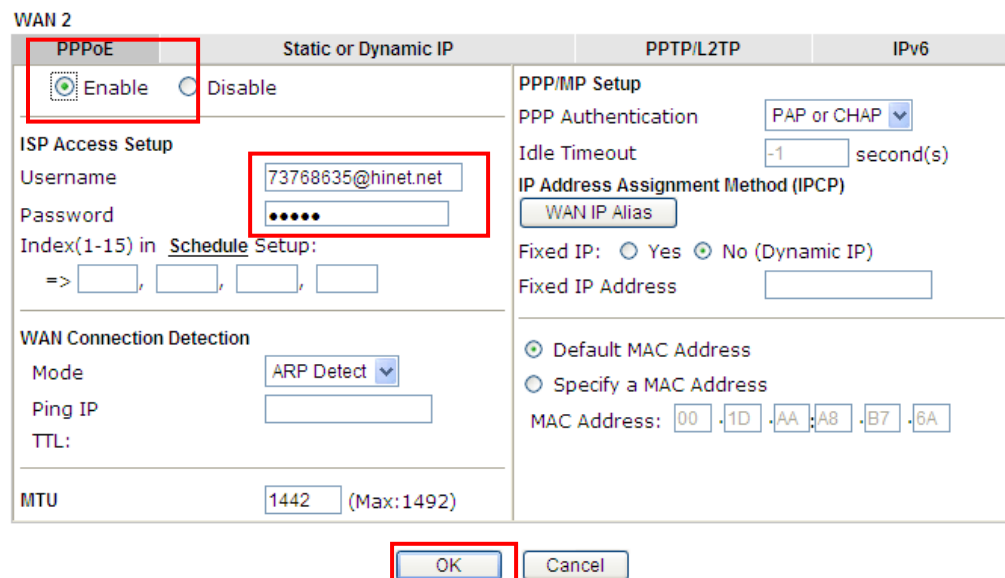 WAN 2
PPPoE Static or Dynamic IP PPTP/L2TP IPv6
Enable Disable
ISP Access Setup
Username 73768635@hinet.net
Password •••••
Index(1-15) in Schedule Setup:
=> , , ,
WAN Connection Detection
Mode ARP Detect
Ping IP
TTL:
MTU 1442 (Max:1492)
PPP/MP Setup
PPP Authentication PAP or CHAP
Idle Timeout -1 second(s)
IP Address Assignment Method (IPCP)
WAN IP Alias
Fixed IP: Yes No (Dynamic IP)
Fixed IP Address
Default MAC Address
Specify a MAC Address
MAC Address: 00 .1D .AA :A8 .B7 .6A
OK Cancel